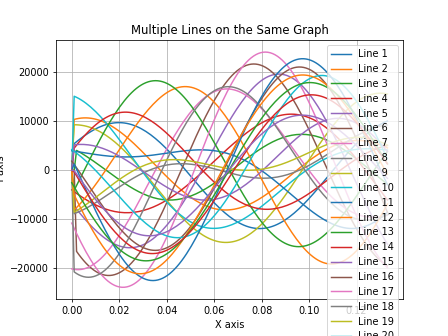 Multiple Lines on the Same Graph
20000
10000
0
−10000
−20000
0.00 0.02 0.04 0.06 0.08 0.10
X axis
Line 1
Line 2
Line 3
Line 4
Line 5
Line 6
Line 7
Line 8
Line 9
Line 10
Line 11
Line 12
Line 13
Line 14
Line 15
Line 16
Line 17
Line 18
Line 19
Line 20